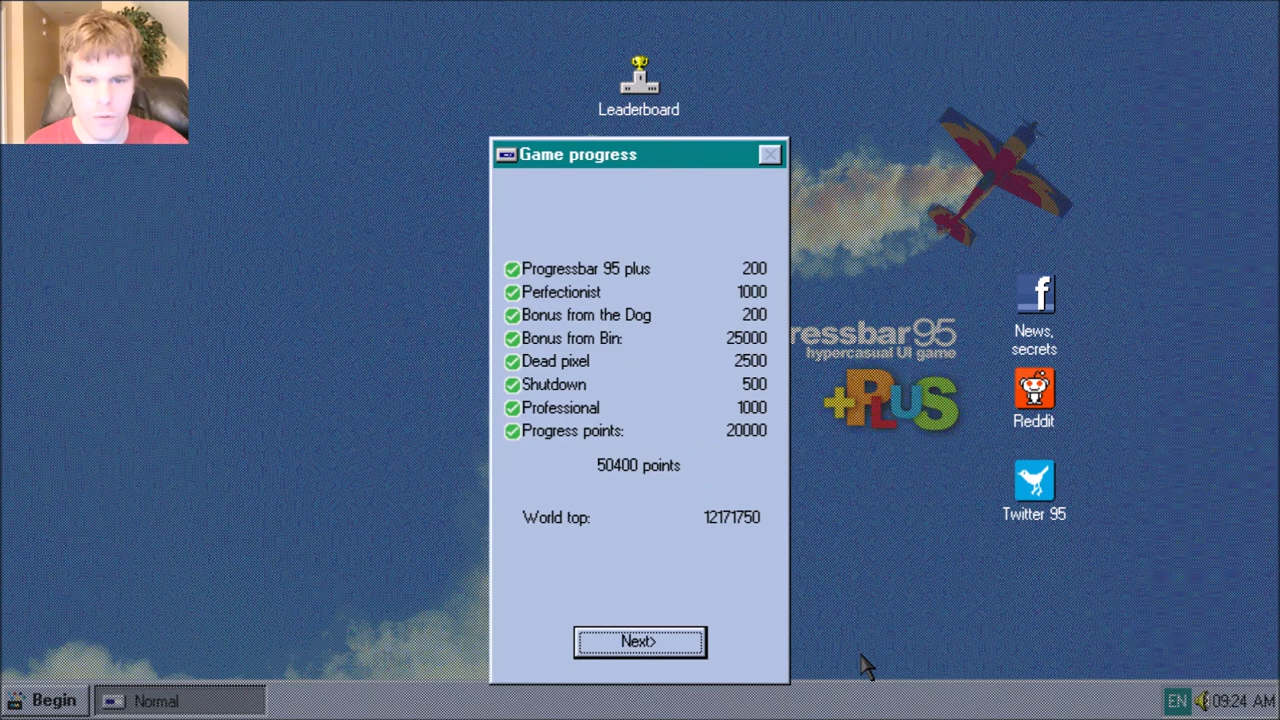 Leaderboard
Game progress
Progressbar 95 plus 200
Perfectionist 1000
Bonus from the Dog 200
Bonus from Bin: 25000
Dead pixel 2500
Shutdown 500
Professional 1000
Progress points: 20000
50400 points
World top: 12171750
Next>
ressbar95
hypercasual UI game
+PLUS
News,
secrets
Reddit
Twitter 95
Begin
Normal
EN
09:24 AM